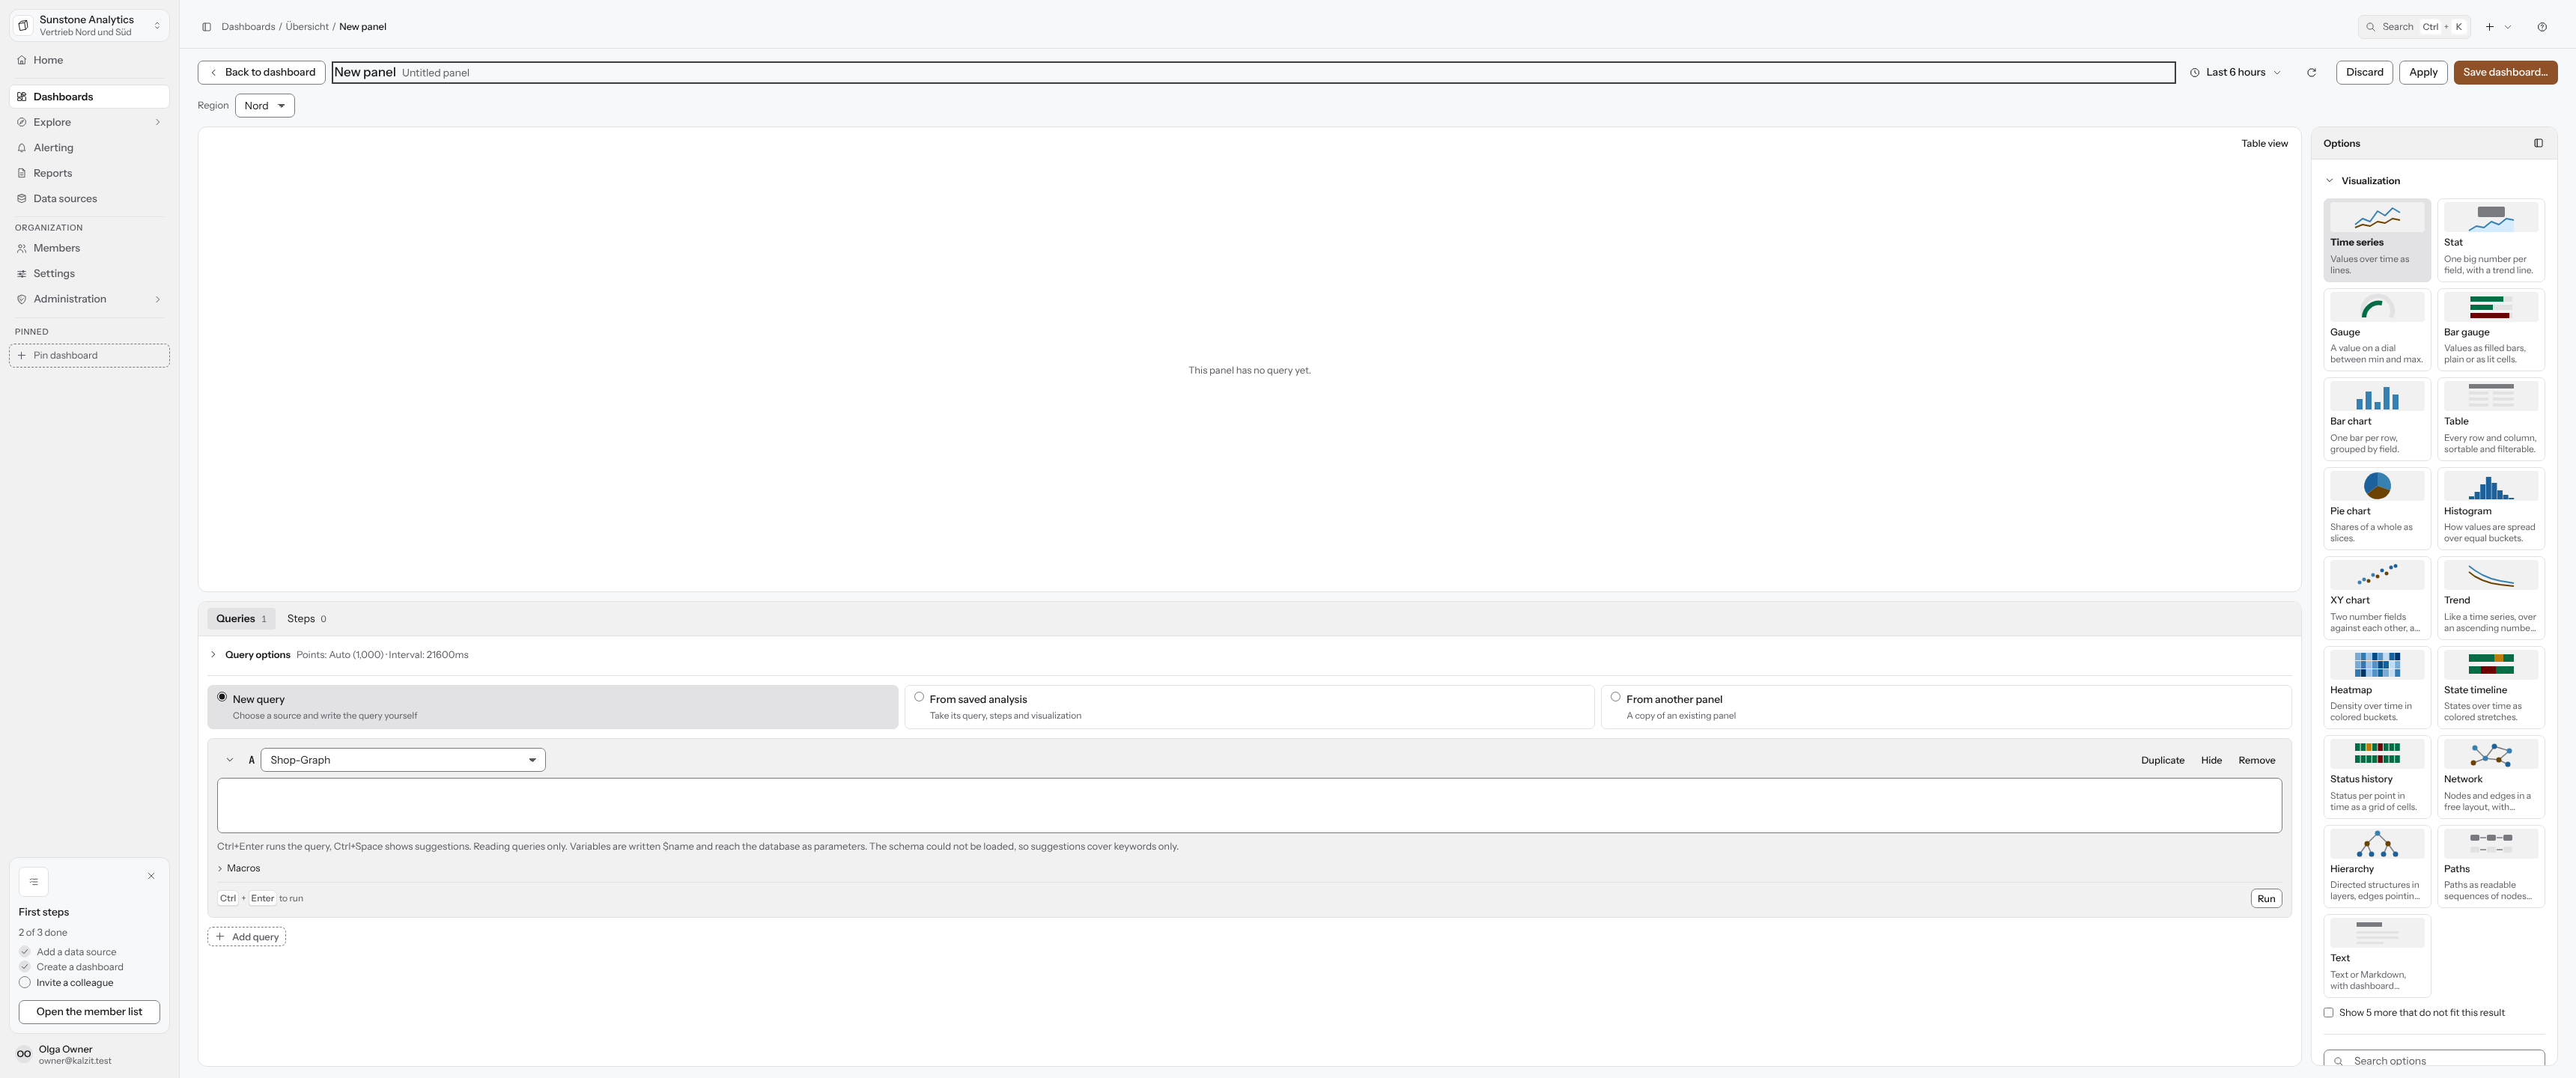 Sunstone Analytics
Vertrieb Nord und Süd
Home
Dashboards
Explore
Alerting
Reports
Data sources
ORGANIZATION
Members
Settings
Administration
PINNED
Pin dashboard
First steps
2 of 3 done
Add a data source
Create a dashboard
Invite a colleague
Open the member list
OO
Olga Owner
owner@kalzit.test
Dashboards / Übersicht / New panel
Search Ctrl + K
Back to dashboard
New panel Untitled panel
Last 6 hours
Discard
Apply
Save dashboard...
Region Nord
Table view
This panel has no query yet.
Queries 1
Steps 0
Query options Points: Auto (1,000) · Interval: 21600ms
New query
Choose a source and write the query yourself
From saved analysis
Take its query, steps and visualization
From another panel
A copy of an existing panel
A Shop-Graph
Duplicate Hide Remove
Ctrl+Enter runs the query, Ctrl+Space shows suggestions. Reading queries only. Variables are written $name and reach the database as parameters. The schema could not be loaded, so suggestions cover keywords only.
Macros
Ctrl + Enter to run
Run
Add query
Options
Visualization
Time series
Values over time as
lines.
Stat
One big number per
field, with a trend line.
Gauge
A value on a dial
between min and max.
Bar gauge
Values as filled bars,
plain or as lit cells.
Bar chart
One bar per row,
grouped by field.
Table
Every row and column,
sortable and filterable.
Pie chart
Shares of a whole as
slices.
Histogram
How values are spread
over equal buckets.
XY chart
Two number fields
against each other, a...
Trend
Like a time series, over
an ascending numbe...
Heatmap
Density over time in
colored buckets.
State timeline
States over time as
colored stretches.
Status history
Status per point in
time as a grid of cells.
Network
Nodes and edges in a
free layout, with...
Hierarchy
Directed structures in
layers, edges pointin...
Paths
Paths as readable
sequences of nodes...
Text
Text or Markdown,
with dashboard...
Show 5 more that do not fit this result
Search options